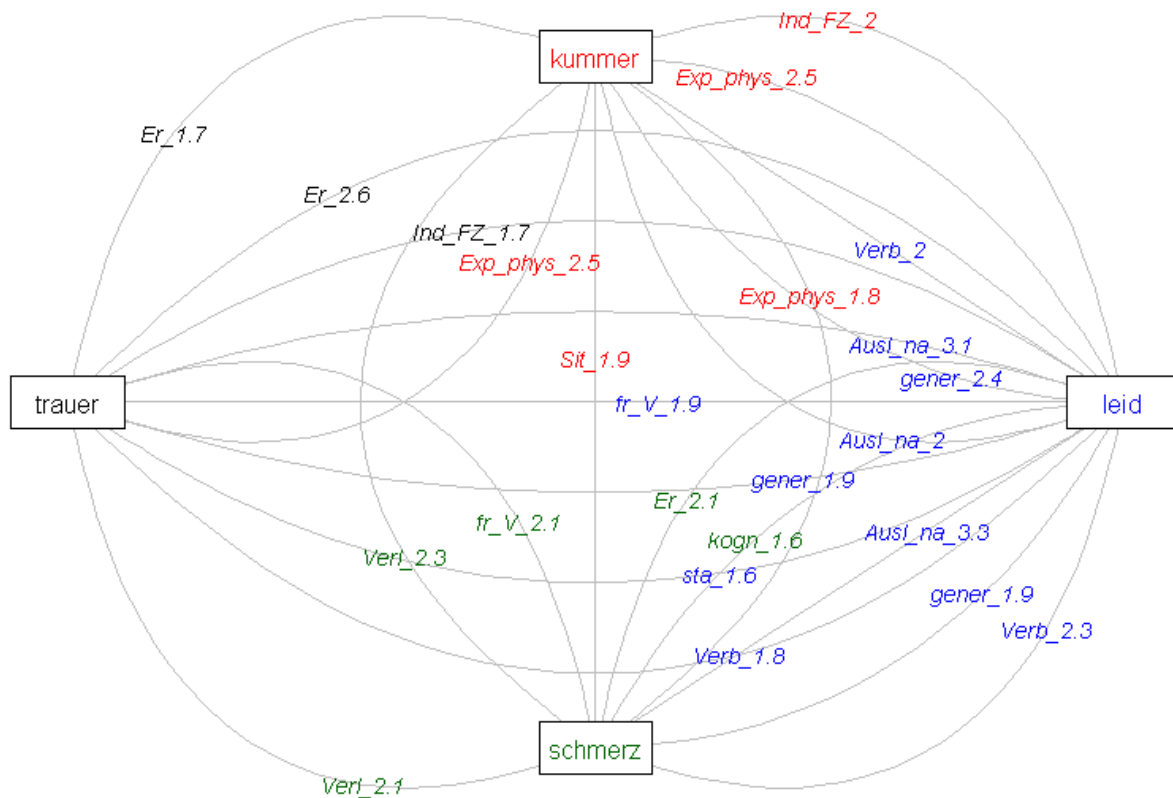 Ind_FZ_2
kummer
Exp_phys_2.5
Er_1.7
Er_2.6
Ind_FZ_1.7
Verb_2
Exp_phys_2.5
Exp_phys_1.8
Ausl_na_3.1
Sit_1.9
gener_2.4
trauer
fr_V_1.9
leid
Ausl_na_2
gener_1.9
Er_2.1
fr_V_2.1
Ausl_na_3.3
kogn_1.6
Verl_2.3
sta_1.6
gener_1.9
Verb_2.3
Verb_1.8
schmerz
Verl_2.1